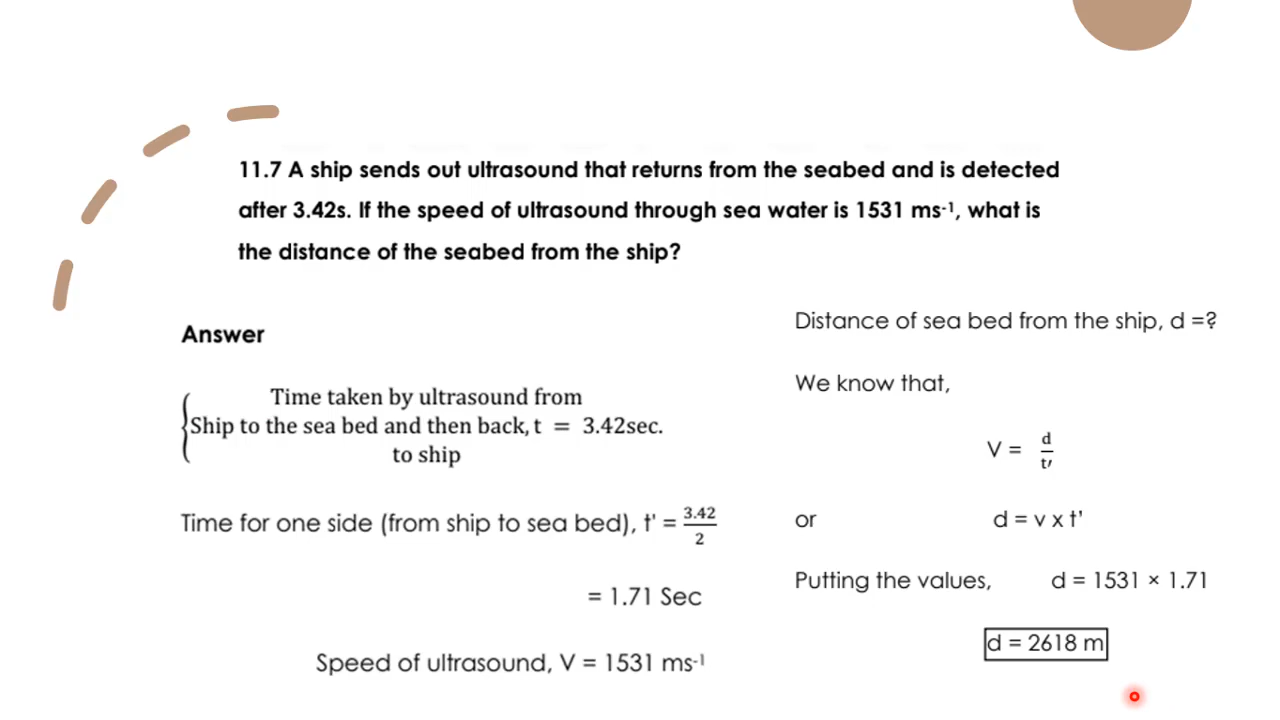 11.7 A ship sends out ultrasound that returns from the seabed and is detected
after 3.42s. If the speed of ultrasound through sea water is 1531 ms⁻¹, what is
the distance of the seabed from the ship?
Answer
Time taken by ultrasound from
Ship to the sea bed and then back, t = 3.42sec.
to ship
Time for one side (from ship to sea bed), t' = 3.42/2
= 1.71 Sec
Speed of ultrasound, V = 1531 ms⁻¹
Distance of sea bed from the ship, d =?
We know that,
V = d/t′
or d = v x t'
Putting the values, d = 1531 × 1.71
d = 2618 m